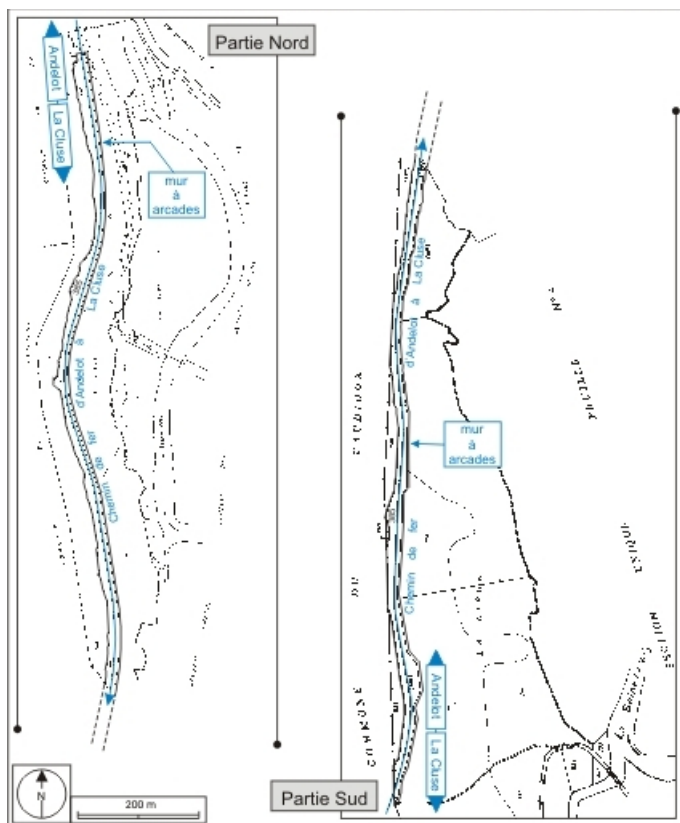 Partie Nord
Andelot
La Cluse
mur
à
arcades
Chemin de fer d'Andelot à La Cluse
N
200 m
Chemin de fer d'Andelot à La Cluse
mur
à
arcades
COMMUNE DU
Andelot
La Cluse
Partie Sud